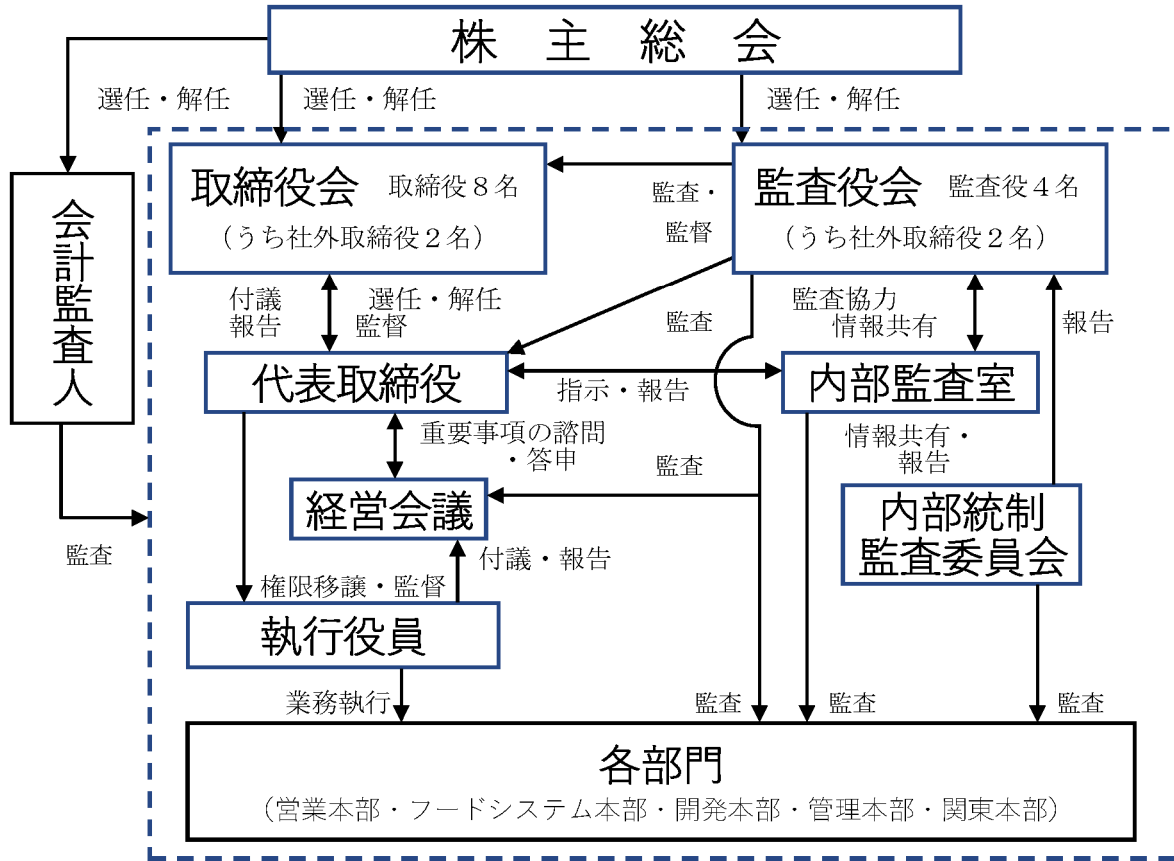 株主総会
選任・解任
選任・解任
選任・解任
取締役会 取締役8名
(うち社外取締役2名)
監査・
監督
監査役会 監査役4名
(うち社外取締役2名)
会計監査人
付議
報告
選任・解任
監督
監査
監査協力
情報共有
報告
代表取締役
指示・報告
内部監査室
重要事項の諮問
・答申
監査
情報共有・
報告
経営会議
内部統制
監査委員会
監査
付議・報告
権限移譲・監督
執行役員
業務執行
監査
監査
監査
各部門
(営業本部・フードシステム本部・開発本部・管理本部・関東本部)